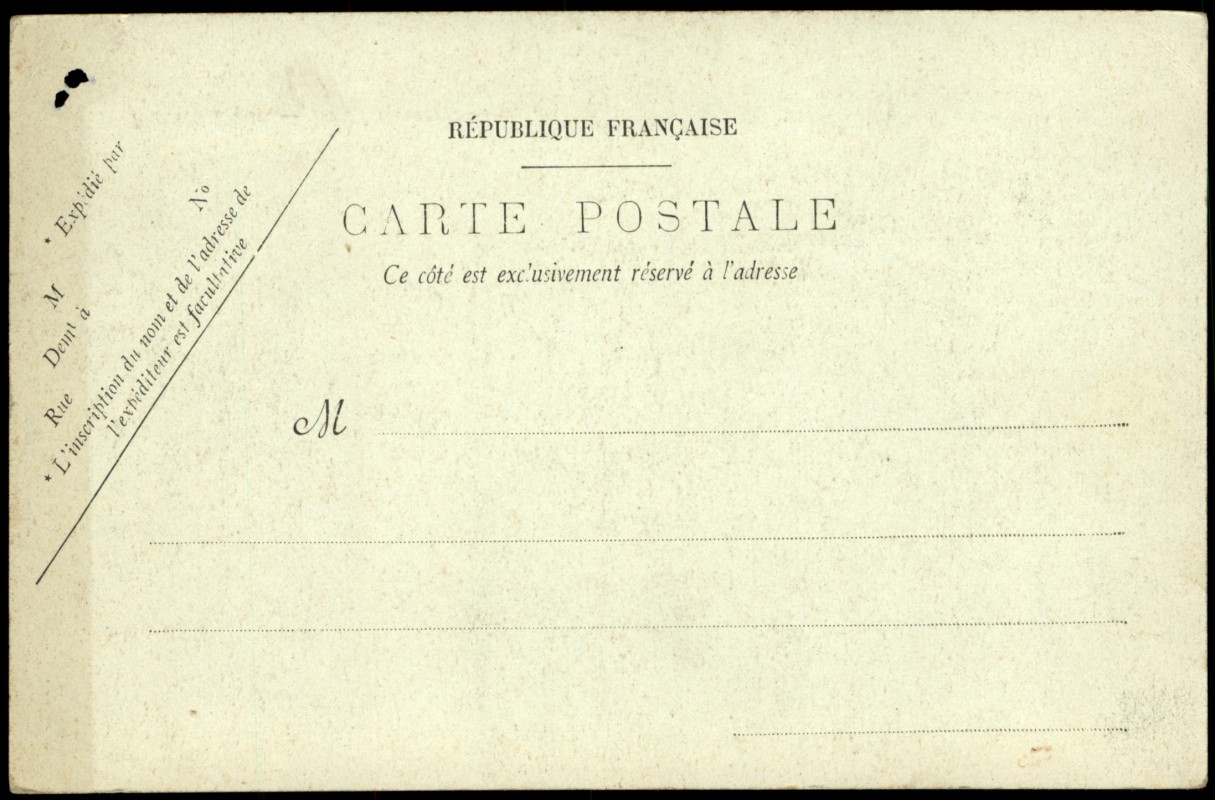 RÉPUBLIQUE FRANÇAISE
CARTE POSTALE
Ce côté est exclusivement réservé à l'adresse
* Expédié par
M
Demt à
Rue No
* L'inscription du nom et de l'adresse de
l'expéditeur est facultative
M